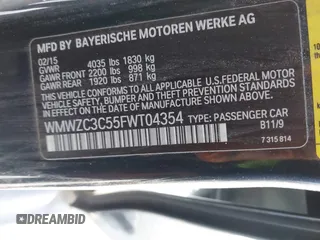 MFD BY BAYERISCHE MOTOREN WERKE AG
02/15 4035 lbs 1830 kg
GVWR
GAWR FRONT 2200 lbs 998 kg
GAWR REAR 1920 lbs 871 kg
THIS VEHICLE CONFORMS TO ALL APPLICABLE
U.S.FEDERAL MOTOR VEHICLE SAFETY, BUMPER,
AND THEFT PREVENTION STANDARDS IN EFFECT
ON THE DATE OF MANUFACTURE SHOWN ABOVE.
WMWZC3C55FWT04354 TYPE: PASSENGER CAR
B11/9
7 315 814
DREAMBID